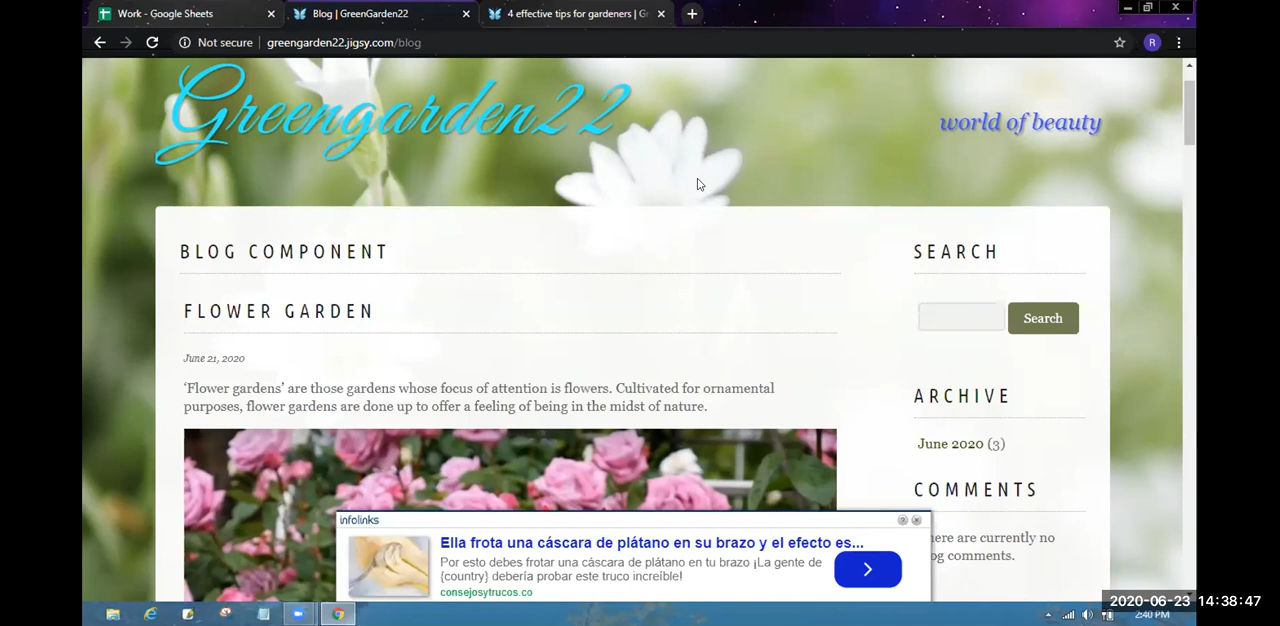 Work - Google Sheets
Blog | GreenGarden22
4 effective tips for gardeners | Gr
Not secure
greengarden22.jigsy.com/blog
R
Greengarden22
world of beauty
BLOG COMPONENT
FLOWER GARDEN
June 21, 2020
‘Flower gardens’ are those gardens whose focus of attention is flowers. Cultivated for ornamental
purposes, flower gardens are done up to offer a feeling of being in the midst of nature.
SEARCH
Search
ARCHIVE
June 2020 (3)
COMMENTS
here are currently no
og comments.
infolinks
Ella frota una cáscara de plátano en su brazo y el efecto es...
Por esto debes frotar una cáscara de plátano en tu brazo ¡La gente de
{country} debería probar este truco increíble!
consejosytrucos.co
2020-06-23 14:38:47
2:40 PM